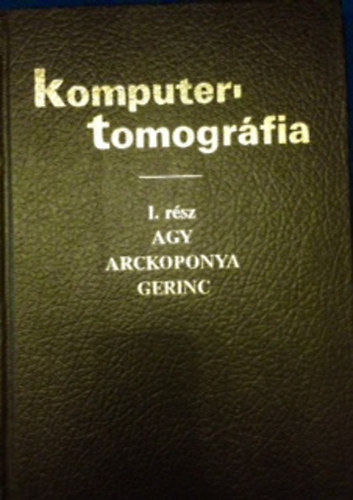 Komputer-
tomográfia
I. rész
AGY
ARCKOPONYA
GERINC